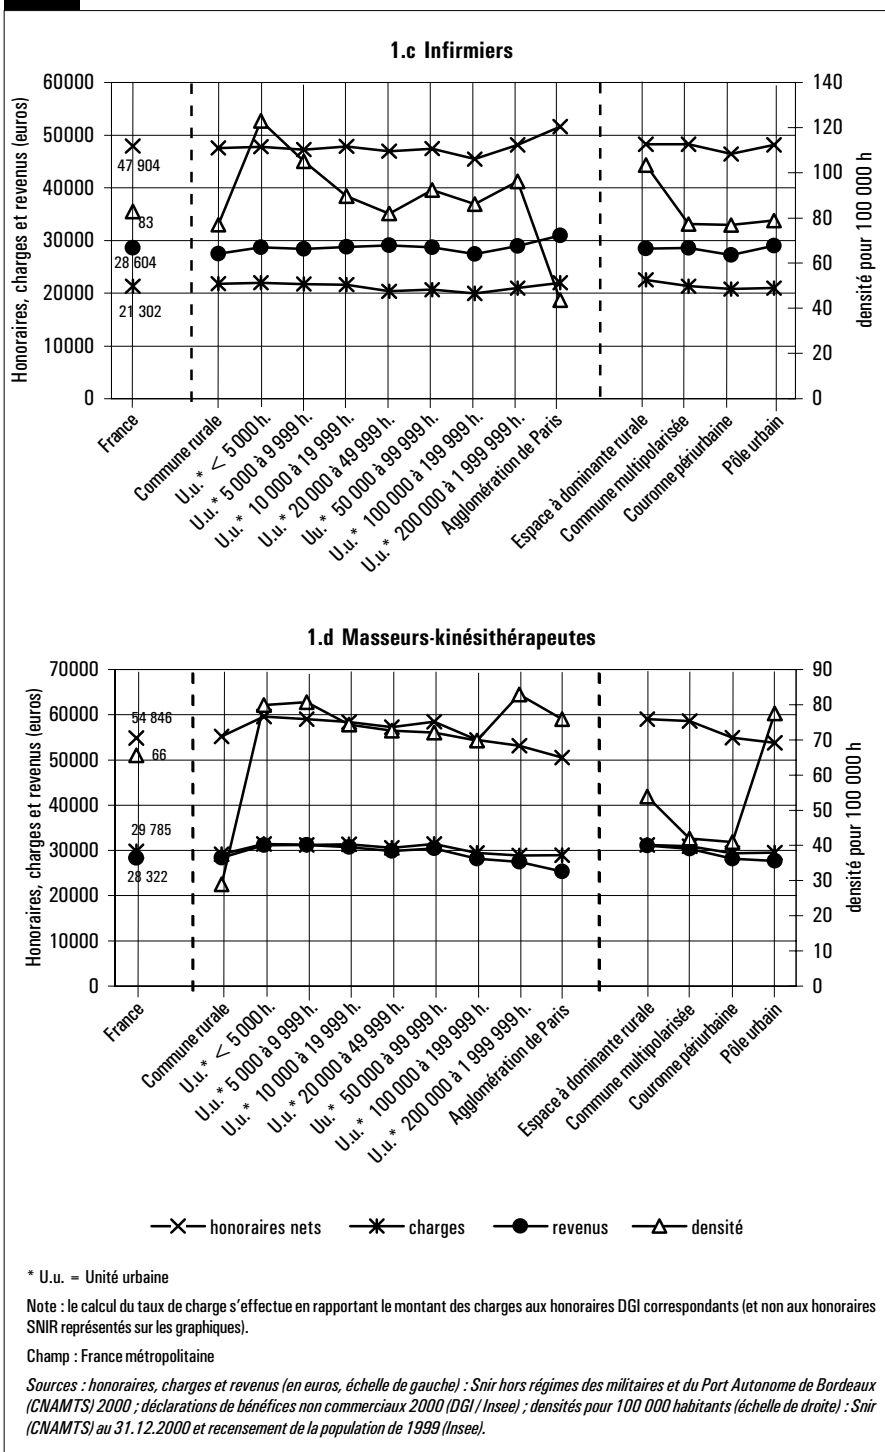 1.c Infirmiers
Honoraires, charges et revenus (euros)
60000
50000
40000
30000
20000
10000
0
140
120
100
80
60
40
20
0
densité pour 100 000 h
47 904
83
28 604
21 302
France
Commune rurale
U.u.* < 5 000 h.
U.u.* 5 000 à 9 999 h.
U.u.* 10 000 à 19 999 h.
U.u.* 20 000 à 49 999 h.
Uu.* 50 000 à 99 999 h.
U.u.* 100 000 à 199 999 h.
U.u.* 200 000 à 1 999 999 h.
Agglomération de Paris
Espace à dominante rurale
Commune multipolarisée
Couronne périurbaine
Pôle urbain
1.d Masseurs-kinésithérapeutes
Honoraires, charges et revenus (euros)
70000
60000
50000
40000
30000
20000
10000
0
90
80
70
60
50
40
30
20
10
0
densité pour 100 000 h
54 846
66
29 785
28 322
France
Commune rurale
U.u.* < 5 000 h.
U.u.* 5 000 à 9 999 h.
U.u.* 10 000 à 19 999 h.
U.u.* 20 000 à 49 999 h.
Uu.* 50 000 à 99 999 h.
U.u.* 100 000 à 199 999 h.
U.u.* 200 000 à 1 999 999 h.
Agglomération de Paris
Espace à dominante rurale
Commune multipolarisée
Couronne périurbaine
Pôle urbain
honoraires nets charges revenus densité
* U.u. = Unité urbaine
Note : le calcul du taux de charge s'effectue en rapportant le montant des charges aux honoraires DGI correspondants (et non aux honoraires
SNIR représentés sur les graphiques).
Champ : France métropolitaine
Sources : honoraires, charges et revenus (en euros, échelle de gauche) : Snir hors régimes des militaires et du Port Autonome de Bordeaux
(CNAMTS) 2000 ; déclarations de bénéfices non commerciaux 2000 (DGI / Insee) ; densités pour 100 000 habitants (échelle de droite) : Snir
(CNAMTS) au 31.12.2000 et recensement de la population de 1999 (Insee).